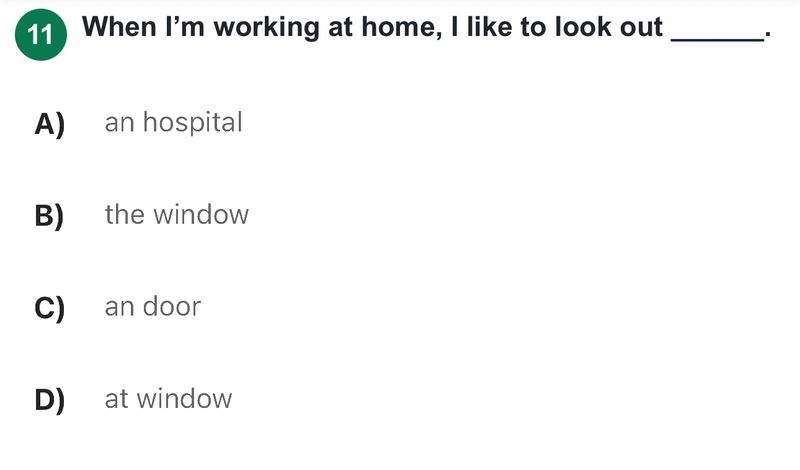 11 When I’m working at home, I like to look out ______.
A) an hospital
B) the window
C) an door
D) at window